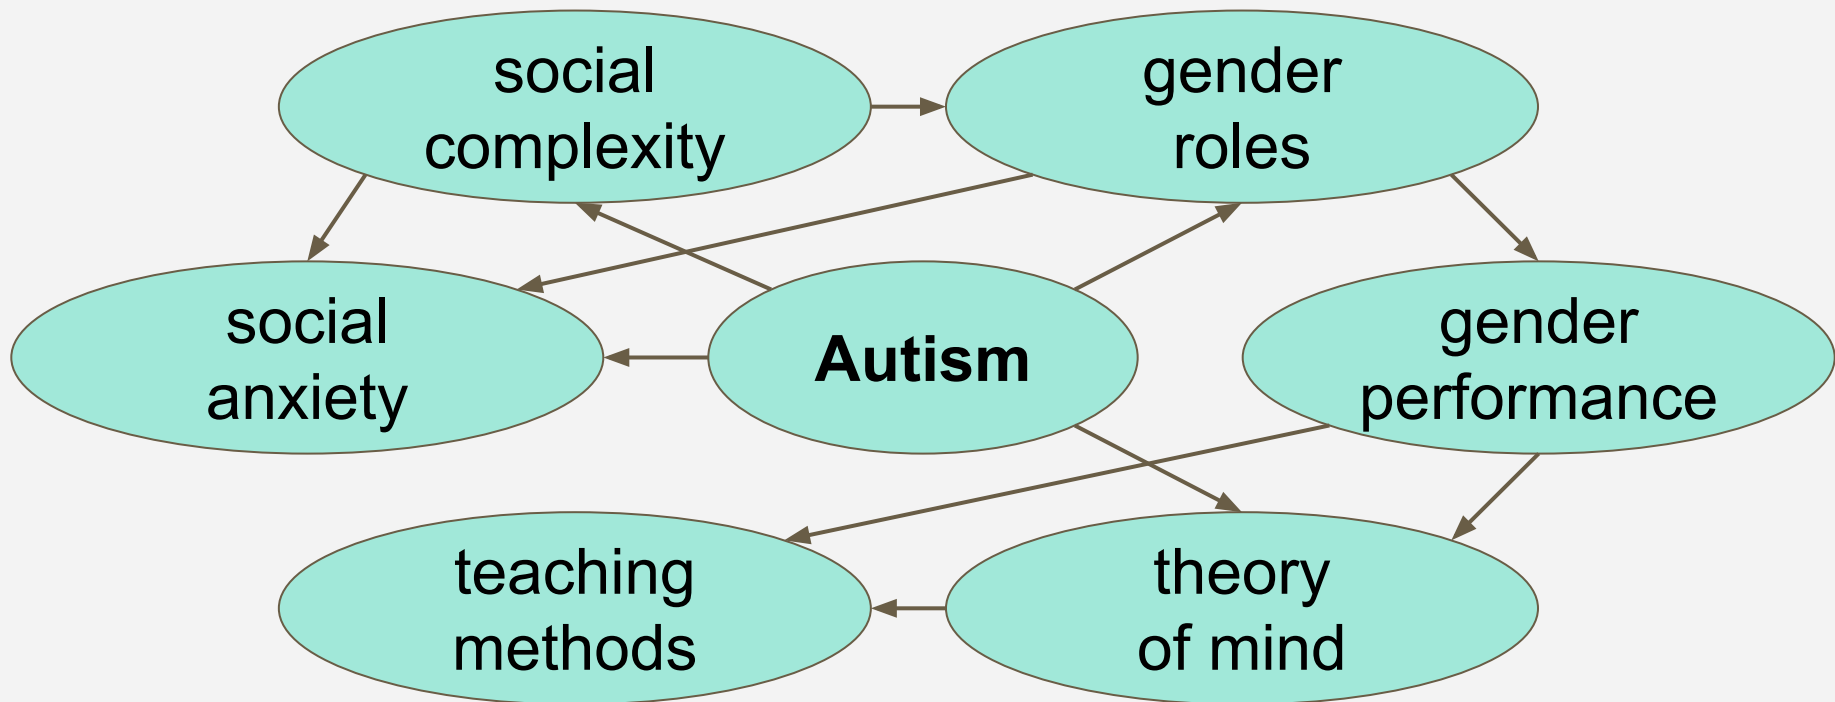 social
complexity
gender
roles
social
anxiety
Autism
gender
performance
teaching
methods
theory
of mind